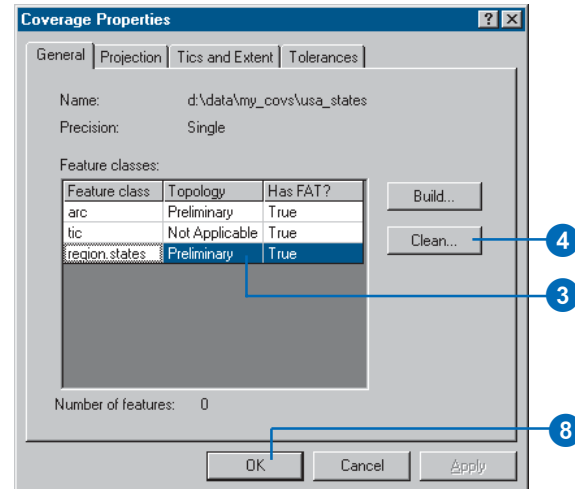 Coverage Properties
General Projection Tics and Extent Tolerances
Name: d:\data\my_covs\usa_states
Precision: Single
Feature classes:
Feature class Topology Has FAT?
arc Preliminary True
tic Not Applicable True
region.states Preliminary True
Build...
Clean...
4
3
Number of features: 0
8
OK Cancel Apply